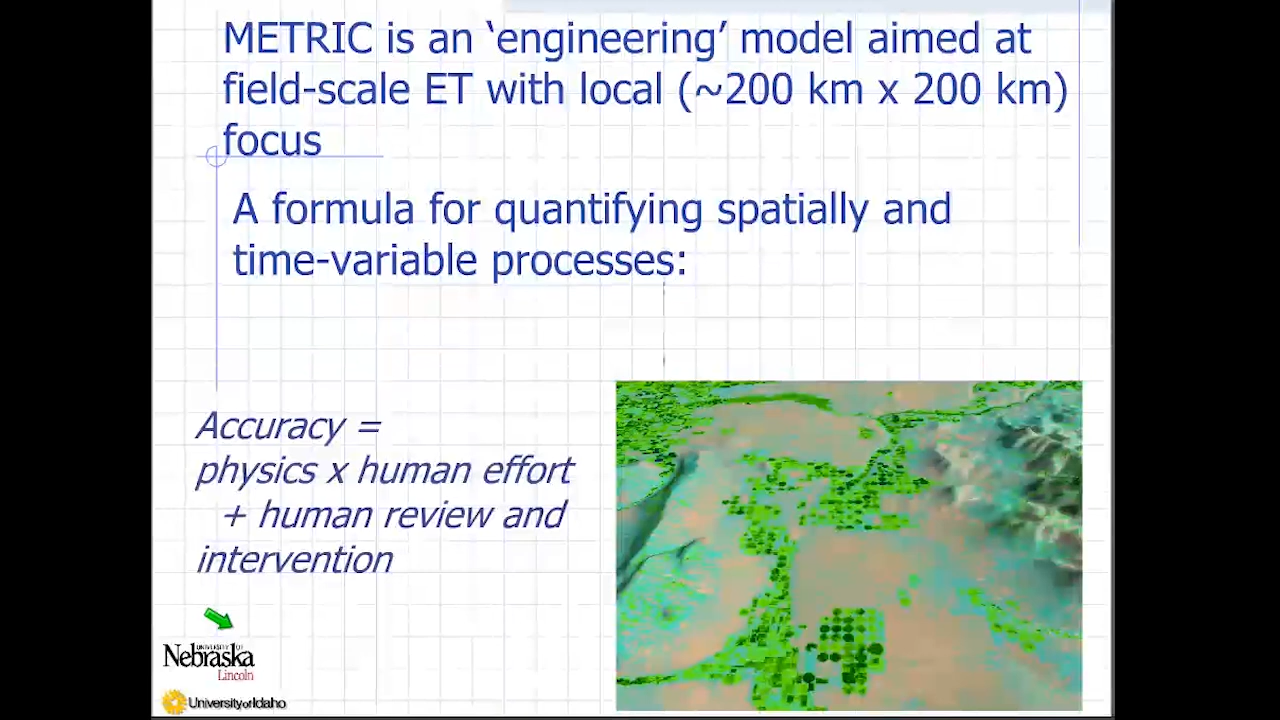 METRIC is an ‘engineering’ model aimed at
field-scale ET with local (~200 km x 200 km)
focus
A formula for quantifying spatially and
time-variable processes:
Accuracy =
physics x human effort
+ human review and
intervention
UNIVERSITY OF
Nebraska
Lincoln
University of Idaho